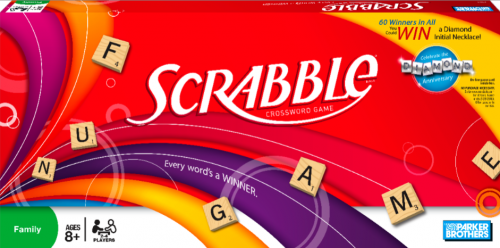 60 Winners in All
WIN a Diamond
Initial Necklace!
Celebrate the
DIAMOND
Anniversary
SCRABBLE
CROSSWORD GAME
F
U
N
G
A
M
E
Every word's a WINNER.
Family
AGES
8+
PLAYERS
PARKER
BROTHERS